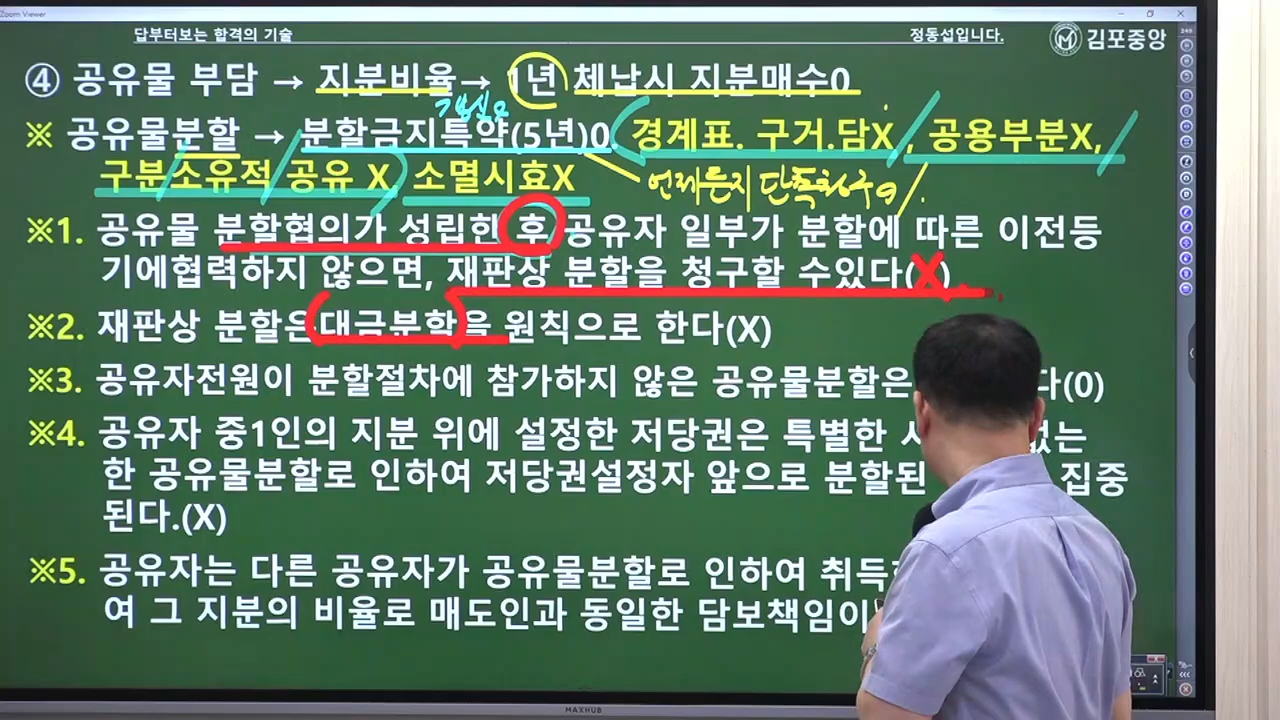 Zoom Viewer
답부터보는 합격의 기술
정동섭입니다.
김포중앙
④ 공유물 부담 → 지분비율→ 1년 체납시 지분매수0
갱신0
※ 공유물분할 → 분할금지특약(5년)0, 경계표. 구거.담X, 공용부분X,
구분소유적 공유 X, 소멸시효X
언제든지 단독청구0
※1. 공유물 분할협의가 성립한 후 공유자 일부가 분할에 따른 이전등
기에협력하지 않으면, 재판상 분할을 청구할 수있다(X).
※2. 재판상 분할은 대금분할을 원칙으로 한다(X)
※3. 공유자전원이 분할절차에 참가하지 않은 공유물분할은 다(0)
※4. 공유자 중1인의 지분 위에 설정한 저당권은 특별한 없는
한 공유물분할로 인하여 저당권설정자 앞으로 분할된 집중
된다.(X)
※5. 공유자는 다른 공유자가 공유물분할로 인하여
여 그 지분의 비율로 매도인과 동일한 담보책임이
MAXHUB